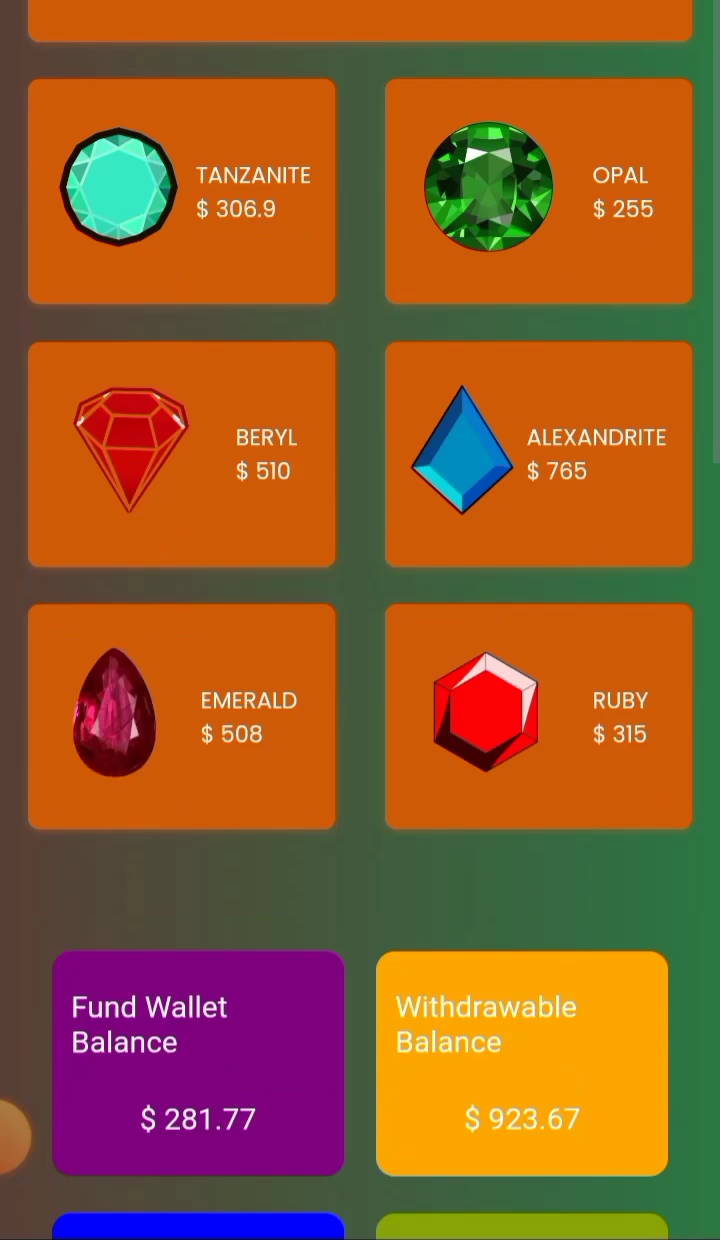 TANZANITE
$ 306.9
OPAL
$ 255
BERYL
$ 510
ALEXANDRITE
$ 765
EMERALD
$ 508
RUBY
$ 315
Fund Wallet
Balance
$ 281.77
Withdrawable
Balance
$ 923.67